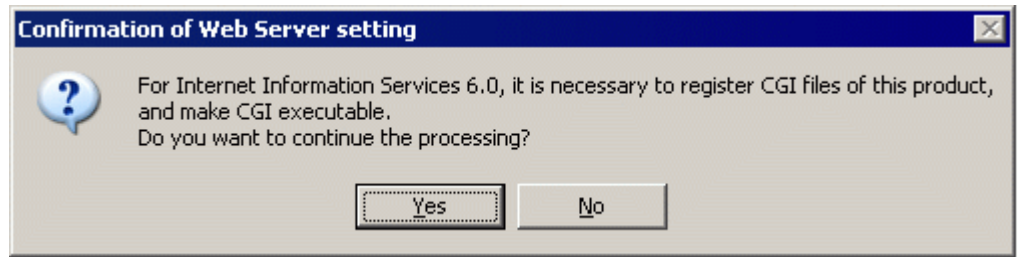 Confirmation of Web Server setting
For Internet Information Services 6.0, it is necessary to register CGI files of this product,
and make CGI executable.
Do you want to continue the processing?
Yes
No